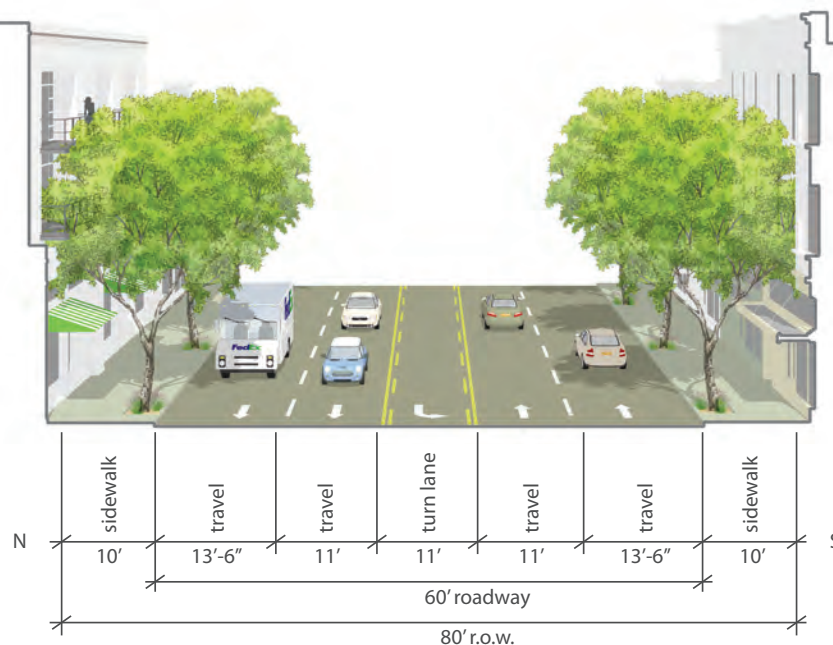 FedEx
sidewalk
travel
travel
turn lane
travel
travel
sidewalk
N
S
10’
13’-6”
11’
11’
11’
13’-6”
10’
60’ roadway
80’ r.o.w.